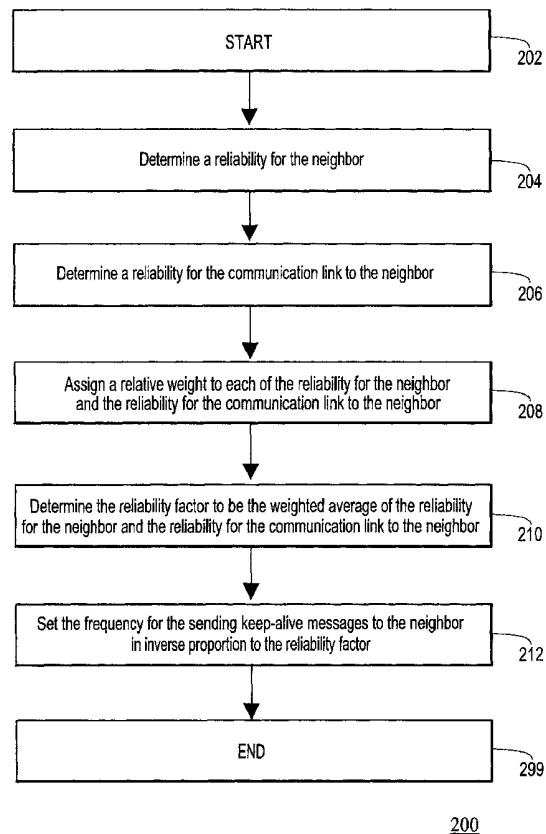 START
202
Determine a reliability for the neighbor
204
Determine a reliability for the communication link to the neighbor
206
Assign a relative weight to each of the reliability for the neighbor
and the reliability for the communication link to the neighbor
208
Determine the reliability factor to be the weighted average of the reliability
for the neighbor and the reliability for the communication link to the neighbor
210
Set the frequency for the sending keep-alive messages to the neighbor
in inverse proportion to the reliability factor
212
END
299
200